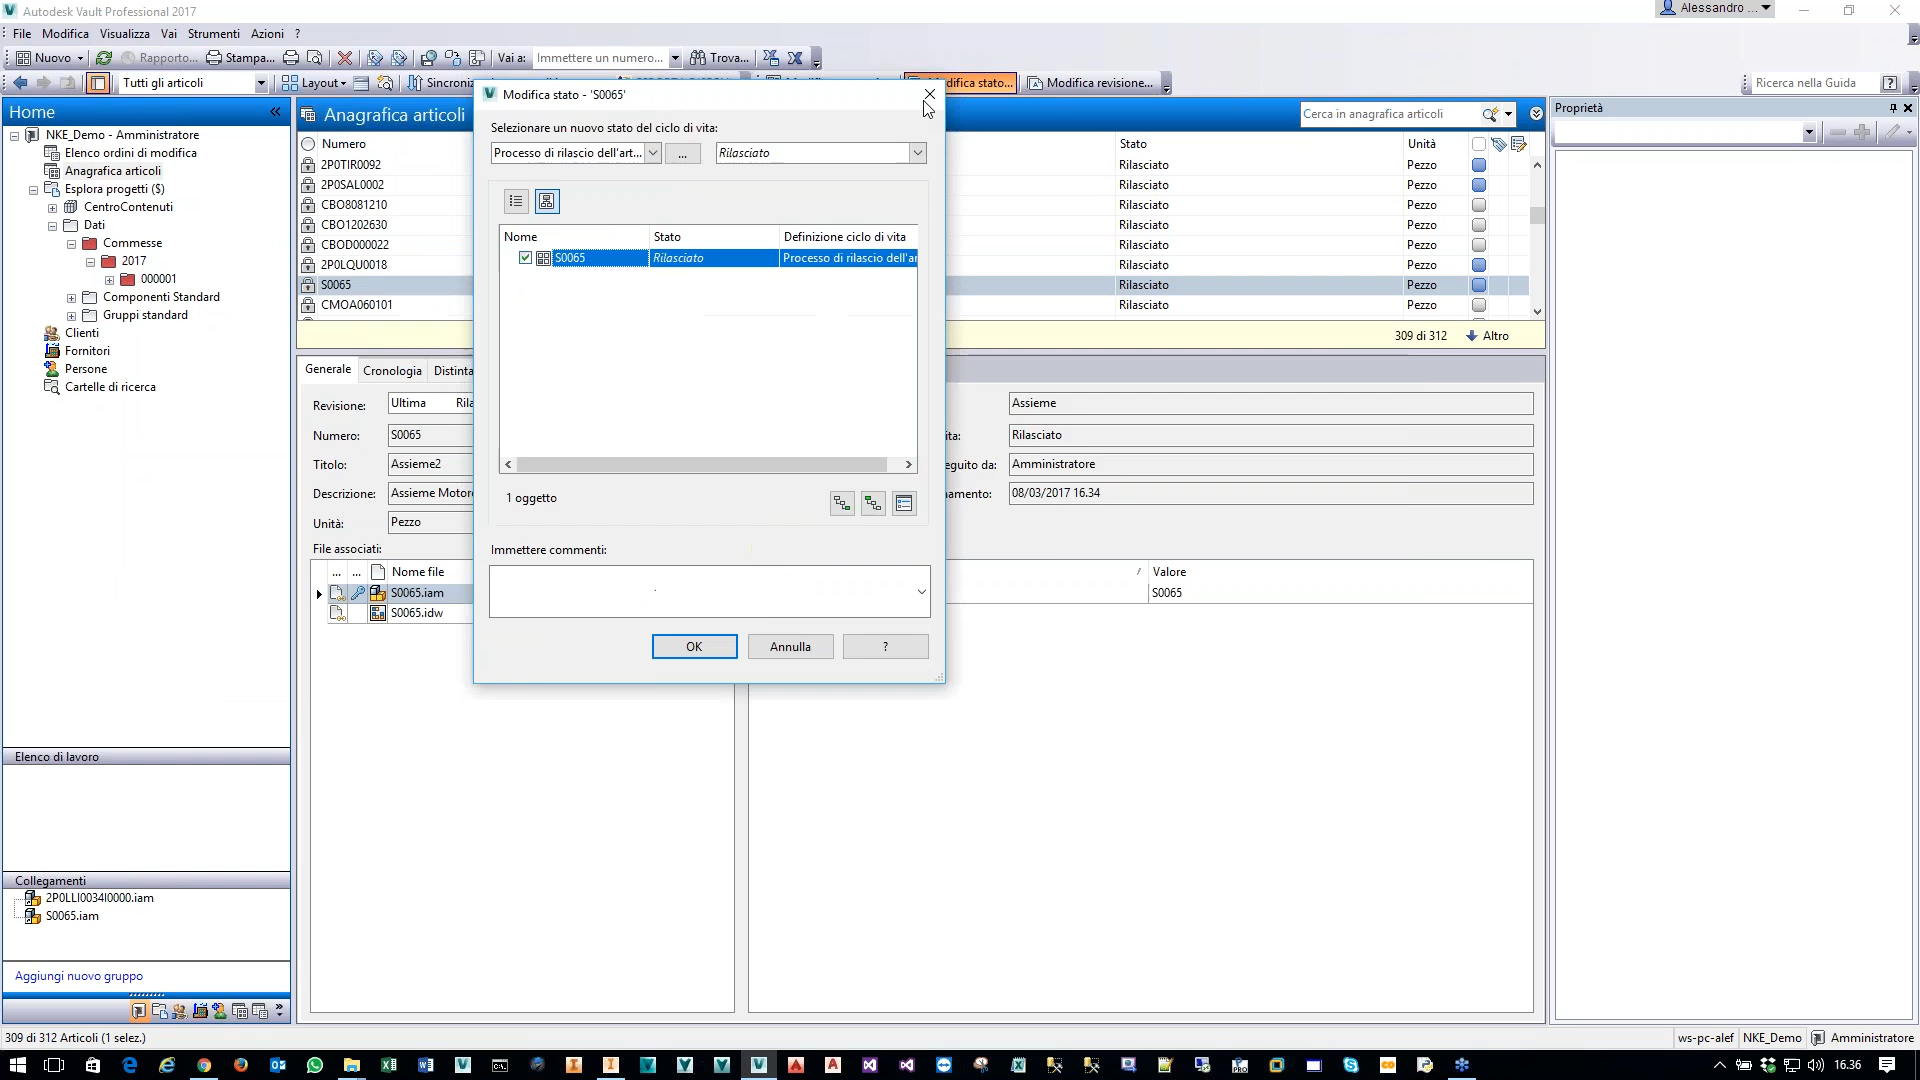 Autodesk Vault Professional 2017
Alessandro ...
File Modifica Visualizza Vai Strumenti Azioni ?
Nuovo Rapporto... Stampa... Vai a: Immettere un numero... Trova...
Tutti gli articoli Layout Modifica revisione... Ricerca nella Guida
Home
NKE_Demo - Amministratore
Elenco ordini di modifica
Anagrafica articoli
Esplora progetti ($)
CentroContenuti
Dati
Commesse
2017
000001
Componenti Standard
Gruppi standard
Clienti
Fornitori
Persone
Cartelle di ricerca
Elenco di lavoro
Collegamenti
2P0LLI0034I0000.iam
S0065.iam
Aggiungi nuovo gruppo
Anagrafica articoli
Cerca in anagrafica articoli
Numero Stato Unità
2P0TIR0092 Rilasciato Pezzo
2P0SAL0002 Rilasciato Pezzo
CBO8081210 Rilasciato Pezzo
CBO1202630 Rilasciato Pezzo
CBOD000022 Rilasciato Pezzo
2P0LQU0018 Rilasciato Pezzo
S0065 Rilasciato Pezzo
CMOA060101 Rilasciato Pezzo
309 di 312 Altro
Generale Cronologia Distinta
Revisione: Ultima Rila
Numero: S0065
Titolo: Assieme2
Descrizione: Assieme Motore
Unità: Pezzo
File associati:
... ... Nome file
S0065.iam
S0065.idw
Assieme
ita: Rilasciato
eguito da: Amministratore
namento: 08/03/2017 16.34
Valore
S0065
Modifica stato - 'S0065'
Selezionare un nuovo stato del ciclo di vita:
Processo di rilascio dell'art... ... Rilasciato
Nome Stato Definizione ciclo di vita
S0065 Rilasciato Processo di rilascio dell'ar
1 oggetto
Immettere commenti:
OK Annulla ?
Proprietà
309 di 312 Articoli (1 selez.)
ws-pc-alef NKE_Demo Amministratore
16.36